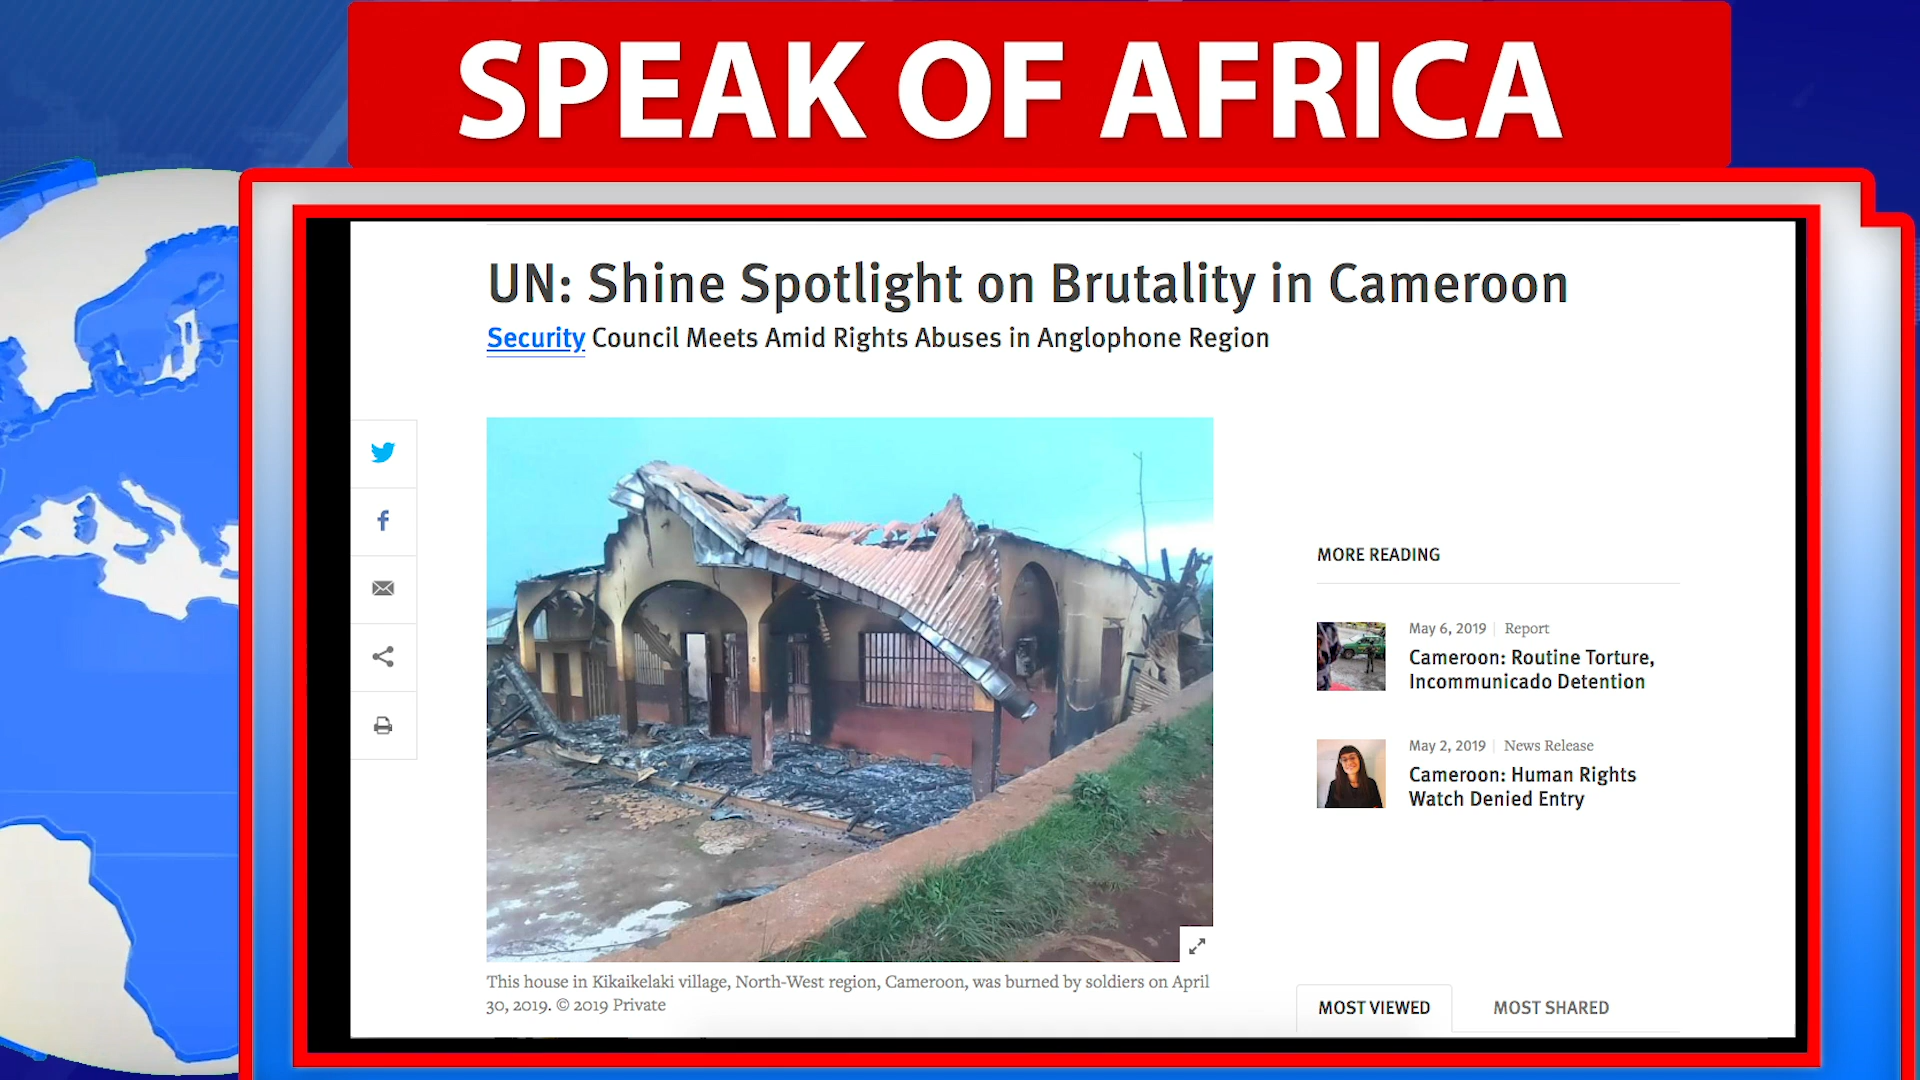 SPEAK OF AFRICA
UN: Shine Spotlight on Brutality in Cameroon
Security Council Meets Amid Rights Abuses in Anglophone Region
This house in Kikaikelaki village, North-West region, Cameroon, was burned by soldiers on April
30, 2019. © 2019 Private
MORE READING
May 6, 2019 | Report
Cameroon: Routine Torture,
Incommunicado Detention
May 2, 2019 | News Release
Cameroon: Human Rights
Watch Denied Entry
MOST VIEWED
MOST SHARED